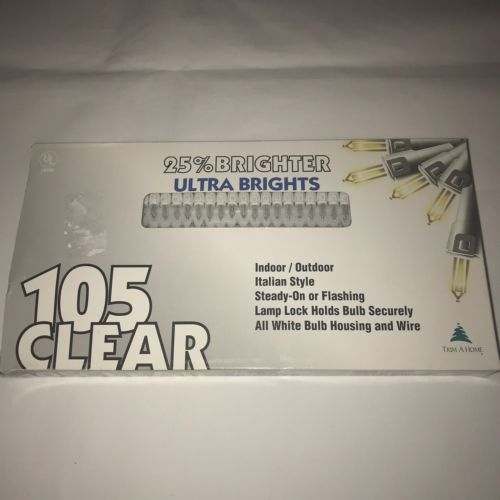 UL
25% BRIGHTER
ULTRA BRIGHTS
105
CLEAR
Indoor / Outdoor
Italian Style
Steady-On or Flashing
Lamp Lock Holds Bulb Securely
All White Bulb Housing and Wire
TRIM A HOME